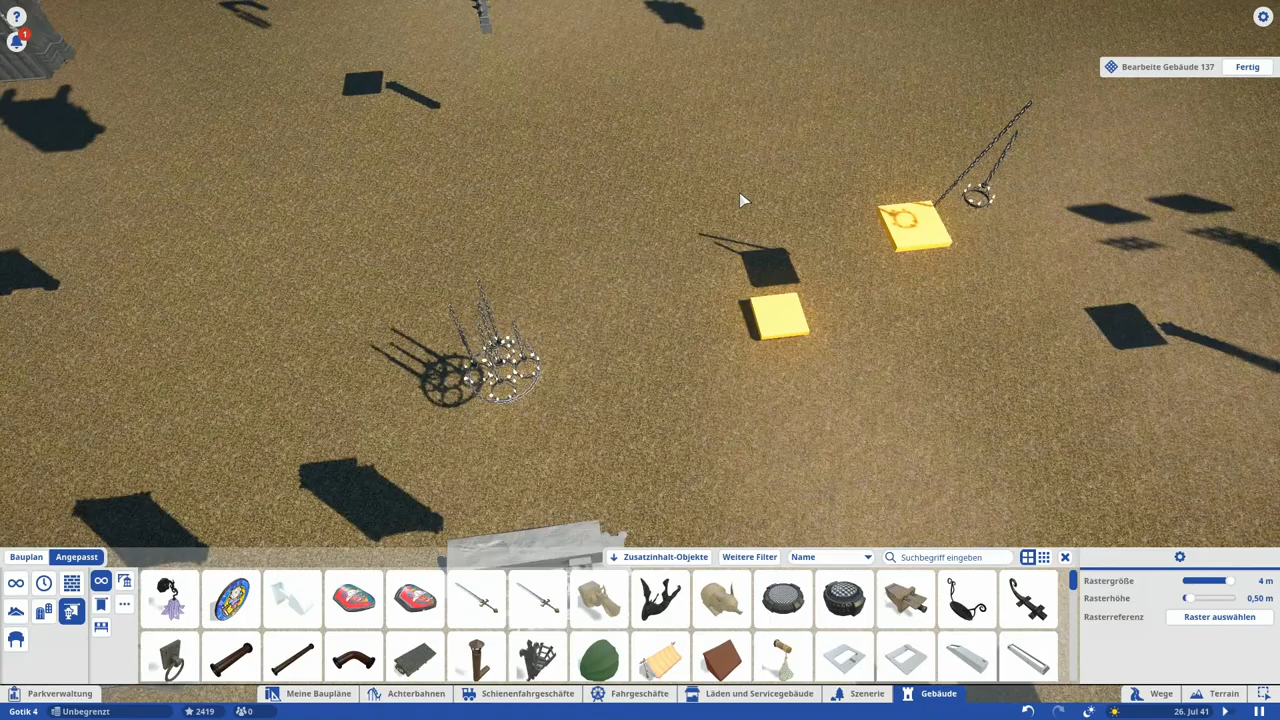 ?
1
Bearbeite Gebäude 137 Fertig
Bauplan Angepasst
Zusatzinhalt-Objekte Weitere Filter Name Suchbegriff eingeben
Rastergröße 4 m
Rasterhöhe 0,50 m
Rasterreferenz Raster auswählen
Parkverwaltung Meine Baupläne Achterbahnen Schienenfahrgeschäfte Fahrgeschäfte Läden und Servicegebäude Szenerie Gebäude Wege Terrain
Gotik 4 Unbegrenzt 2419 0 26. Jul 41